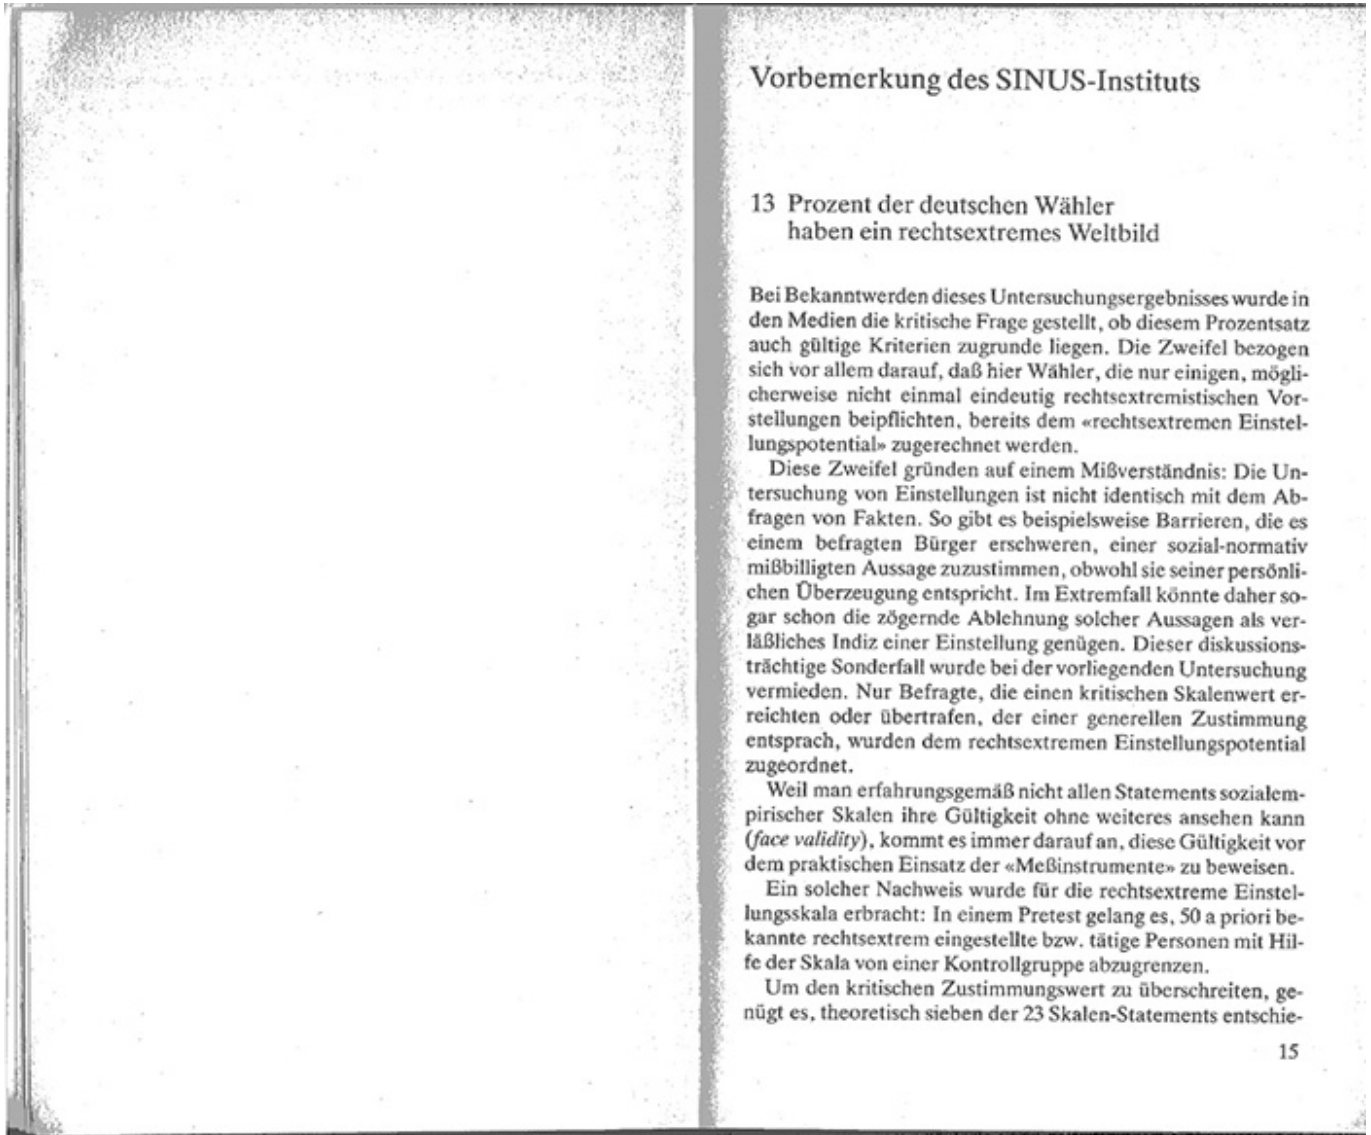 Vorbemerkung des SINUS-Instituts
13 Prozent der deutschen Wähler
haben ein rechtsextremes Weltbild
Bei Bekanntwerden dieses Untersuchungsergebnisses wurde in
den Medien die kritische Frage gestellt, ob diesem Prozentsatz
auch gültige Kriterien zugrunde liegen. Die Zweifel bezogen
sich vor allem darauf, daß hier Wähler, die nur einigen, mögli-
cherweise nicht einmal eindeutig rechtsextremistischen Vor-
stellungen beipflichten, bereits dem «rechtsextremen Einstel-
lungspotential» zugerechnet werden.
Diese Zweifel gründen auf einem Mißverständnis: Die Un-
tersuchung von Einstellungen ist nicht identisch mit dem Ab-
fragen von Fakten. So gibt es beispielsweise Barrieren, die es
einem befragten Bürger erschweren, einer sozial-normativ
mißbilligten Aussage zuzustimmen, obwohl sie seiner persönli-
chen Überzeugung entspricht. Im Extremfall könnte daher so-
gar schon die zögernde Ablehnung solcher Aussagen als ver-
läßliches Indiz einer Einstellung genügen. Dieser diskussions-
trächtige Sonderfall wurde bei der vorliegenden Untersuchung
vermieden. Nur Befragte, die einen kritischen Skalenwert er-
reichten oder übertrafen, der einer generellen Zustimmung
entsprach, wurden dem rechtsextremen Einstellungspotential
zugeordnet.
Weil man erfahrungsgemäß nicht allen Statements sozialem-
pirischer Skalen ihre Gültigkeit ohne weiteres ansehen kann
(face validity), kommt es immer darauf an, diese Gültigkeit vor
dem praktischen Einsatz der «Meßinstrumente» zu beweisen.
Ein solcher Nachweis wurde für die rechtsextreme Einstel-
lungsskala erbracht: In einem Pretest gelang es, 50 a priori be-
kannte rechtsextrem eingestellte bzw. tätige Personen mit Hil-
fe der Skala von einer Kontrollgruppe abzugrenzen.
Um den kritischen Zustimmungswert zu überschreiten, ge-
nügt es, theoretisch sieben der 23 Skalen-Statements entschie-
15